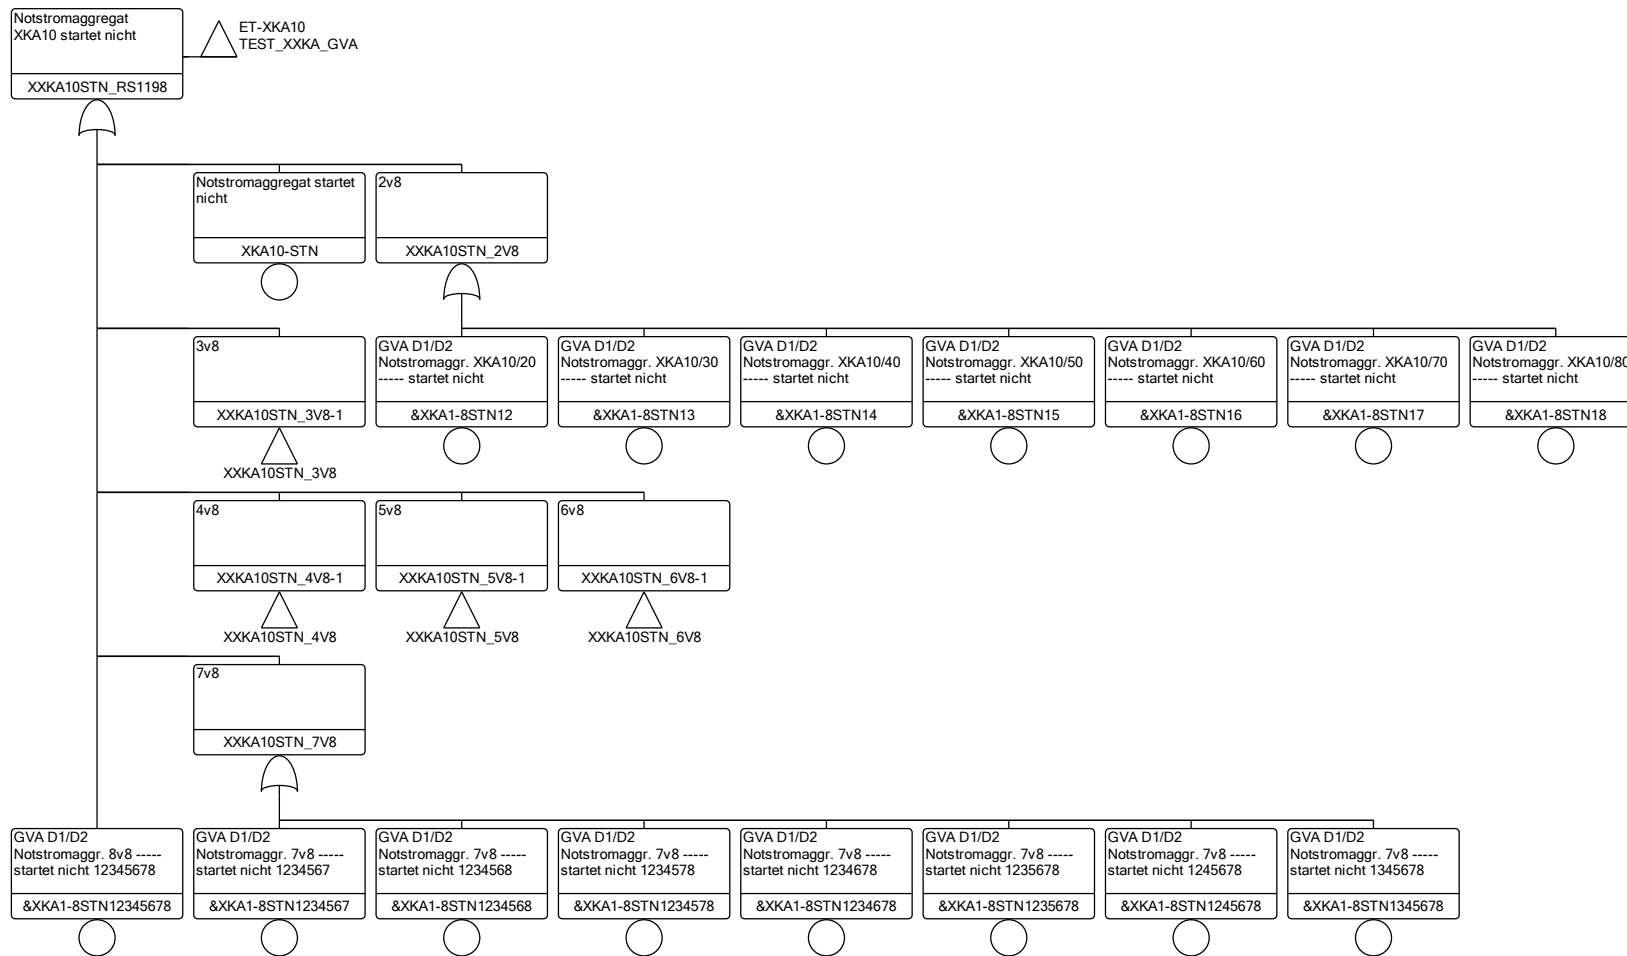 Notstromaggregat
XKA10 startet nicht
XXKA10STN_RS1198
ET-XKA10
TEST_XXKA_GVA
Notstromaggregat startet
nicht
XKA10-STN
2v8
XXKA10STN_2V8
3v8
XXKA10STN_3V8-1
XXKA10STN_3V8
GVA D1/D2
Notstromaggr. XKA10/20
----- startet nicht
&XKA1-8STN12
GVA D1/D2
Notstromaggr. XKA10/30
----- startet nicht
&XKA1-8STN13
GVA D1/D2
Notstromaggr. XKA10/40
----- startet nicht
&XKA1-8STN14
GVA D1/D2
Notstromaggr. XKA10/50
----- startet nicht
&XKA1-8STN15
GVA D1/D2
Notstromaggr. XKA10/60
----- startet nicht
&XKA1-8STN16
GVA D1/D2
Notstromaggr. XKA10/70
----- startet nicht
&XKA1-8STN17
GVA D1/D2
Notstromaggr. XKA10/80
----- startet nicht
&XKA1-8STN18
4v8
XXKA10STN_4V8-1
XXKA10STN_4V8
5v8
XXKA10STN_5V8-1
XXKA10STN_5V8
6v8
XXKA10STN_6V8-1
XXKA10STN_6V8
7v8
XXKA10STN_7V8
GVA D1/D2
Notstromaggr. 8v8 -----
startet nicht 12345678
&XKA1-8STN12345678
GVA D1/D2
Notstromaggr. 7v8 -----
startet nicht 1234567
&XKA1-8STN1234567
GVA D1/D2
Notstromaggr. 7v8 -----
startet nicht 1234568
&XKA1-8STN1234568
GVA D1/D2
Notstromaggr. 7v8 -----
startet nicht 1234578
&XKA1-8STN1234578
GVA D1/D2
Notstromaggr. 7v8 -----
startet nicht 1234678
&XKA1-8STN1234678
GVA D1/D2
Notstromaggr. 7v8 -----
startet nicht 1235678
&XKA1-8STN1235678
GVA D1/D2
Notstromaggr. 7v8 -----
startet nicht 1245678
&XKA1-8STN1245678
GVA D1/D2
Notstromaggr. 7v8 -----
startet nicht 1345678
&XKA1-8STN1345678